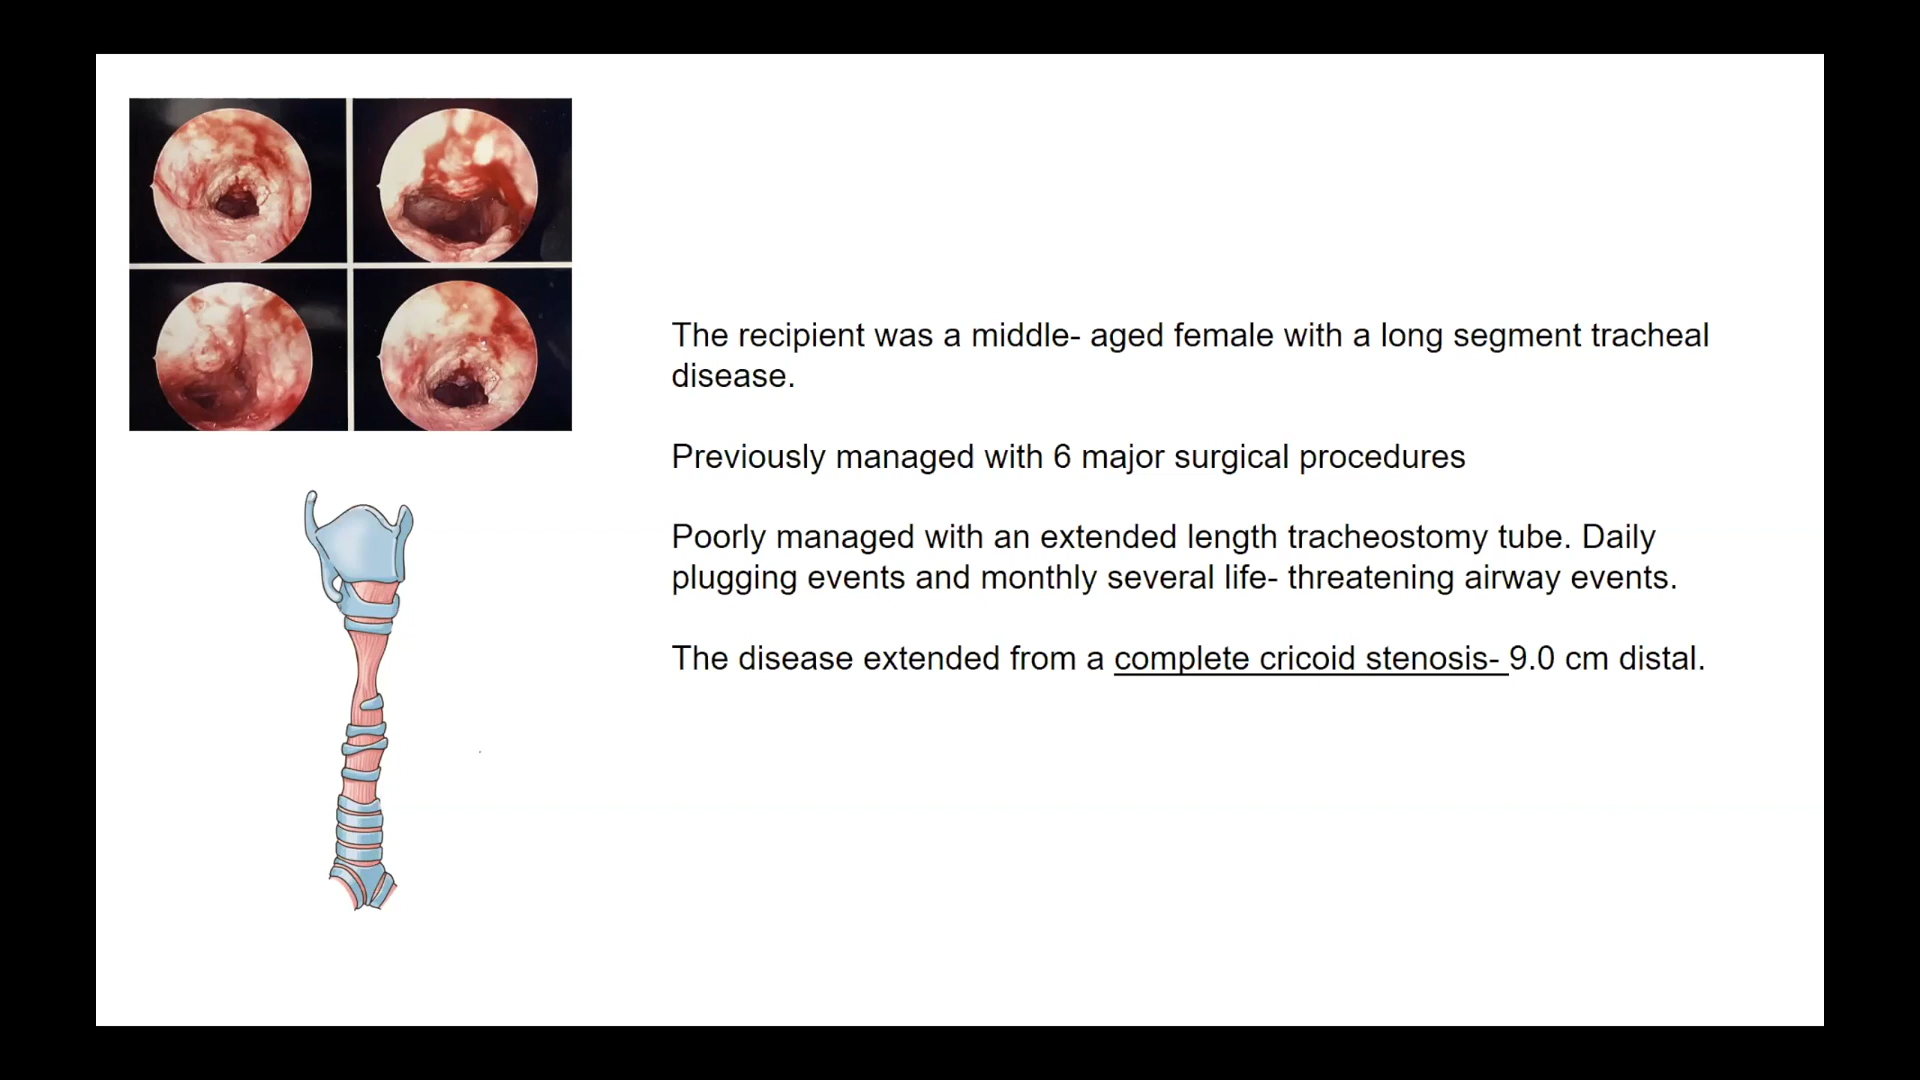 The recipient was a middle- aged female with a long segment tracheal
disease.
Previously managed with 6 major surgical procedures
Poorly managed with an extended length tracheostomy tube. Daily
plugging events and monthly several life- threatening airway events.
The disease extended from a complete cricoid stenosis- 9.0 cm distal.